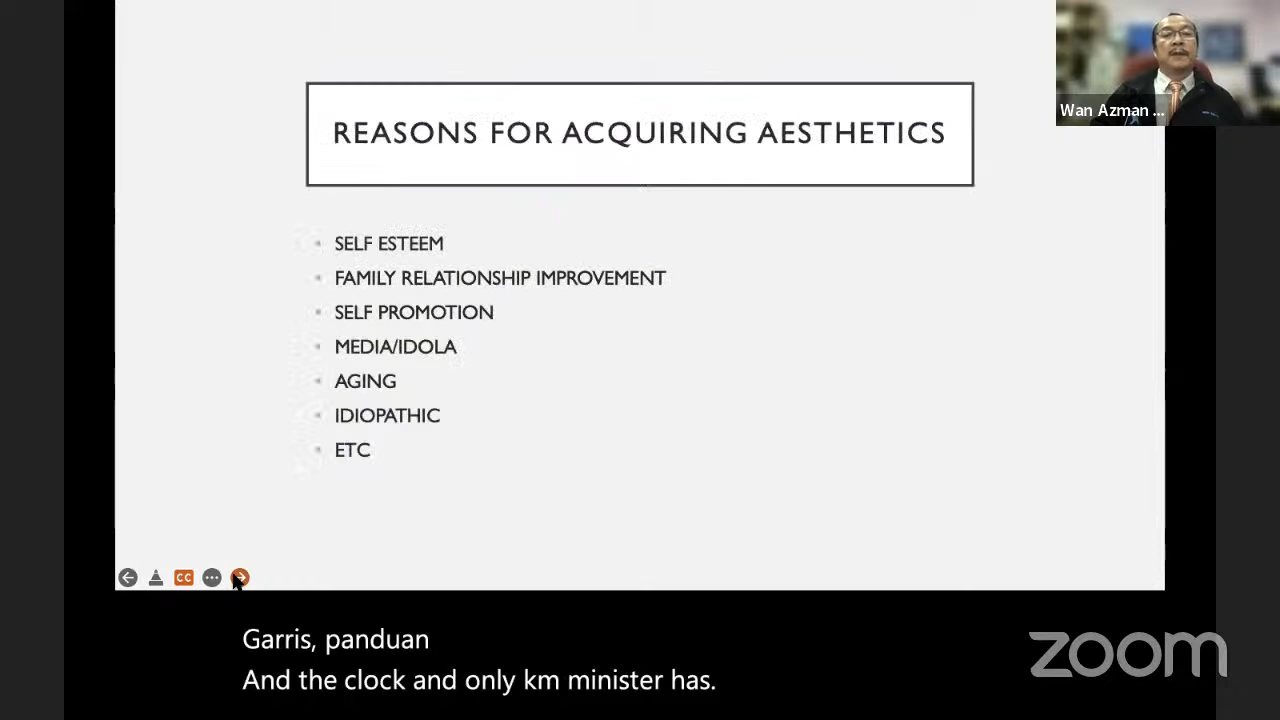 REASONS FOR ACQUIRING AESTHETICS
Wan Azman ...
SELF ESTEEM
FAMILY RELATIONSHIP IMPROVEMENT
SELF PROMOTION
MEDIA/IDOLA
AGING
IDIOPATHIC
ETC
CC
Garris, panduan
And the clock and only km minister has.
zoom